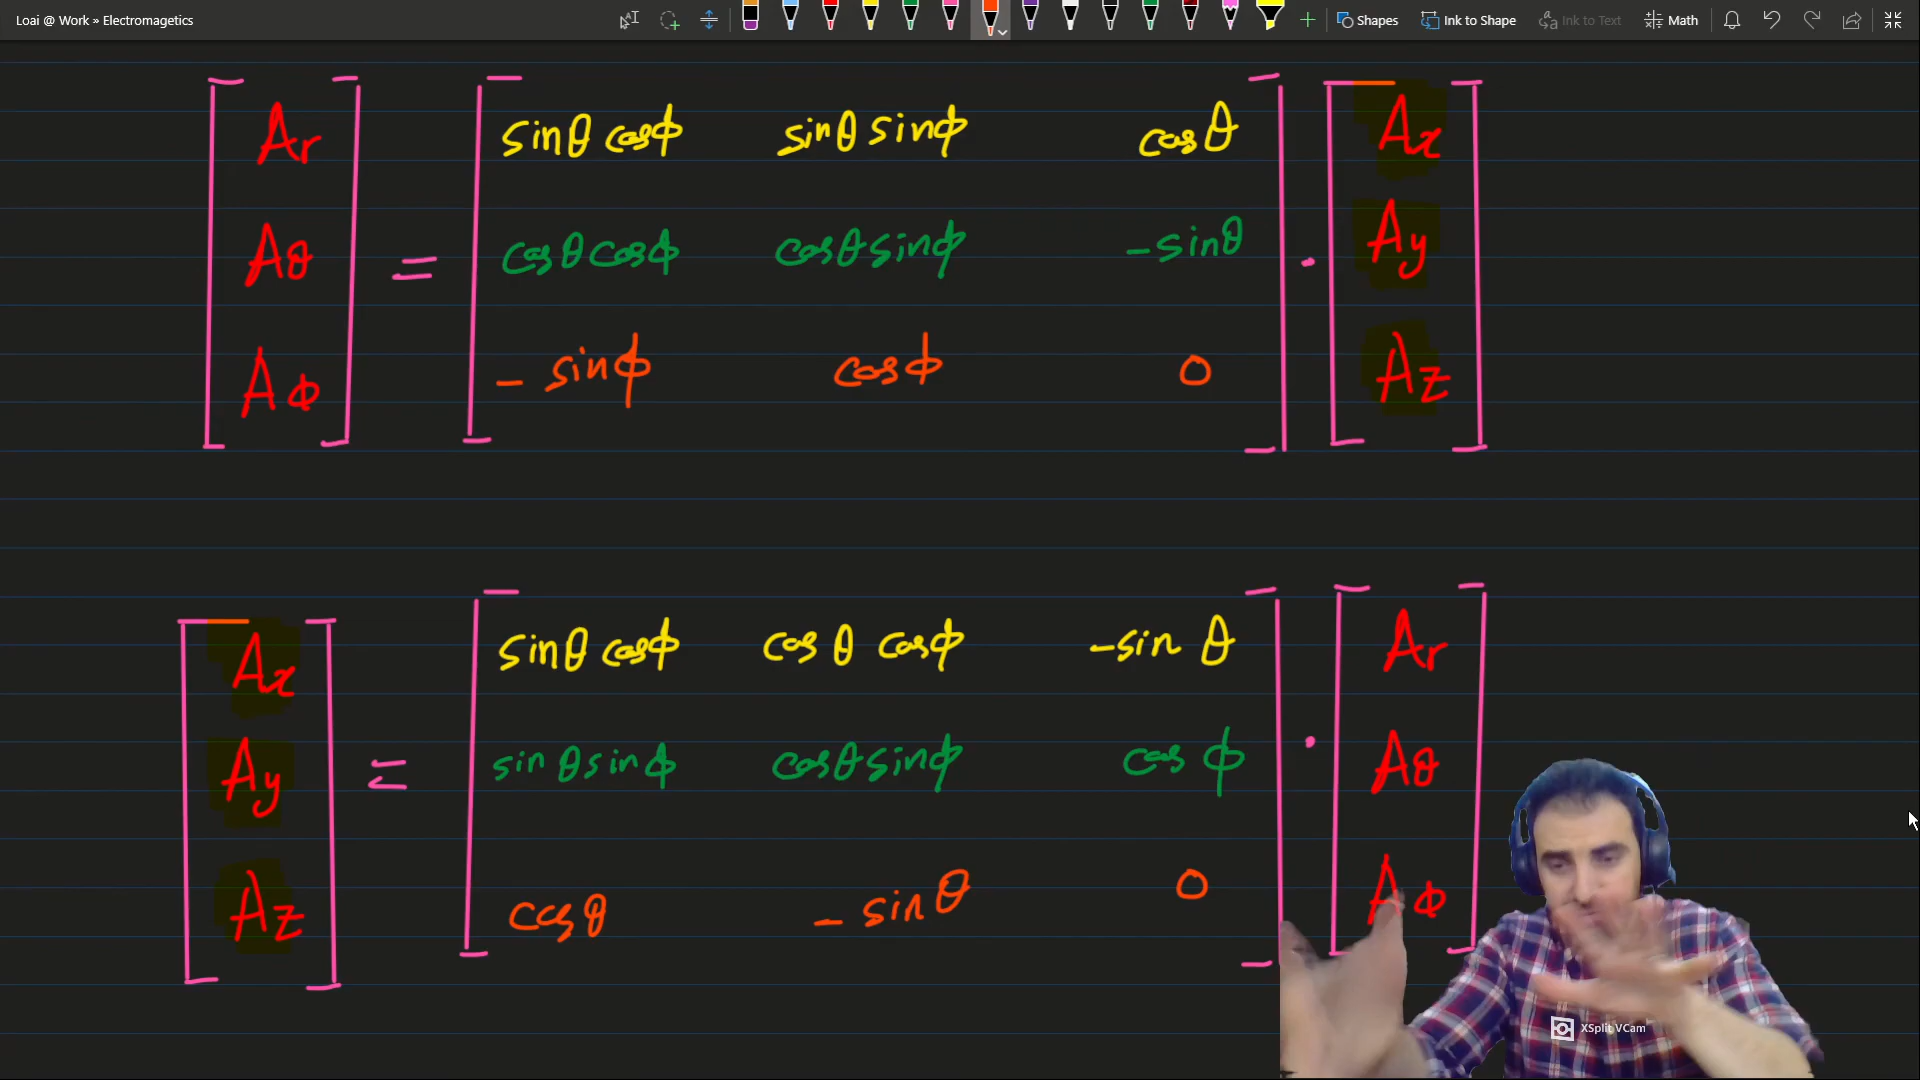 Loai @ Work » Electromagetics
Shapes Ink to Shape Ink to Text Math
Ar sinθ cosϕ sinθ sinϕ cosθ Ax
Aθ = cosθ cosϕ cosθ sinϕ -sinθ · Ay
Aϕ - sinϕ cosϕ 0 Az
Ax sinθ cosϕ cosθ cosϕ -sinθ Ar
Ay = sinθ sinϕ cosθ sinϕ cosϕ · Aθ
Az cosθ - sinθ 0 Aϕ
XSplit VCam